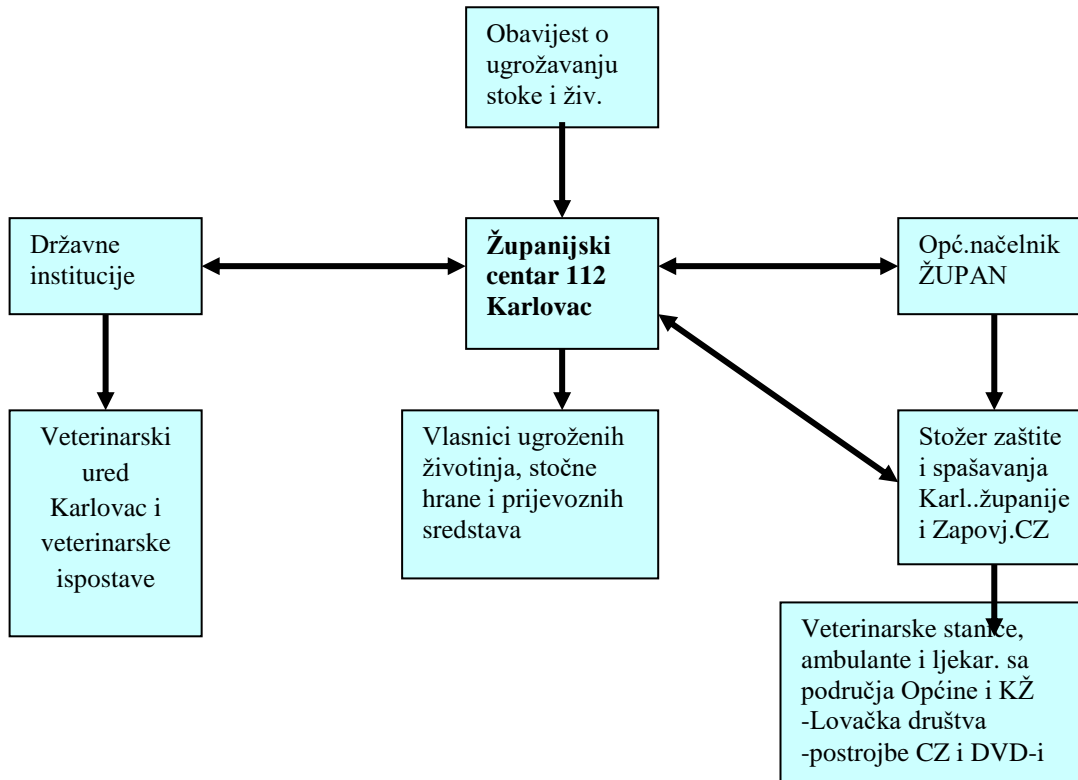 Obavijest o
ugrožavanju
stoke i živ.
Državne
institucije
Županijski
centar 112
Karlovac
Opć.načelnik
ŽUPAN
Veterinarski
ured
Karlovac i
veterinarske
ispostave
Vlasnici ugroženih
životinja, stočne
hrane i prijevoznih
sredstava
Stožer zaštite
i spašavanja
Karl..županije
i Zapovj.CZ
Veterinarske stanice,
ambulante i ljekar. sa
područja Općine i KŽ
-Lovačka društva
-postrojbe CZ i DVD-i